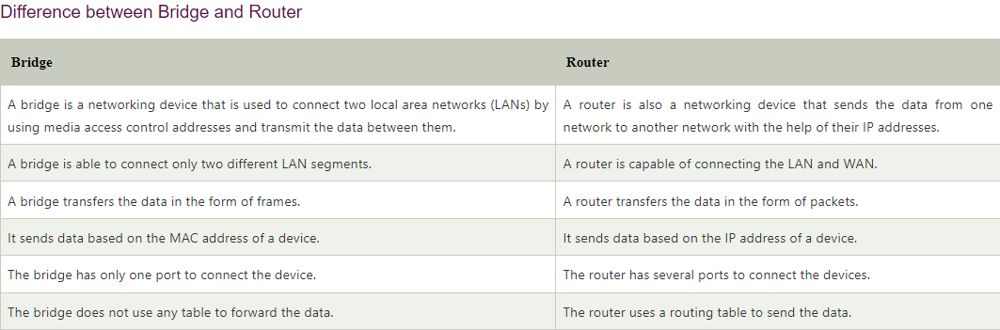 Difference between Bridge and Router
Bridge
Router
A bridge is a networking device that is used to connect two local area networks (LANs) by
using media access control addresses and transmit the data between them.
A router is also a networking device that sends the data from one
network to another network with the help of their IP addresses.
A bridge is able to connect only two different LAN segments.
A router is capable of connecting the LAN and WAN.
A bridge transfers the data in the form of frames.
A router transfers the data in the form of packets.
It sends data based on the MAC address of a device.
It sends data based on the IP address of a device.
The bridge has only one port to connect the device.
The router has several ports to connect the devices.
The bridge does not use any table to forward the data.
The router uses a routing table to send the data.